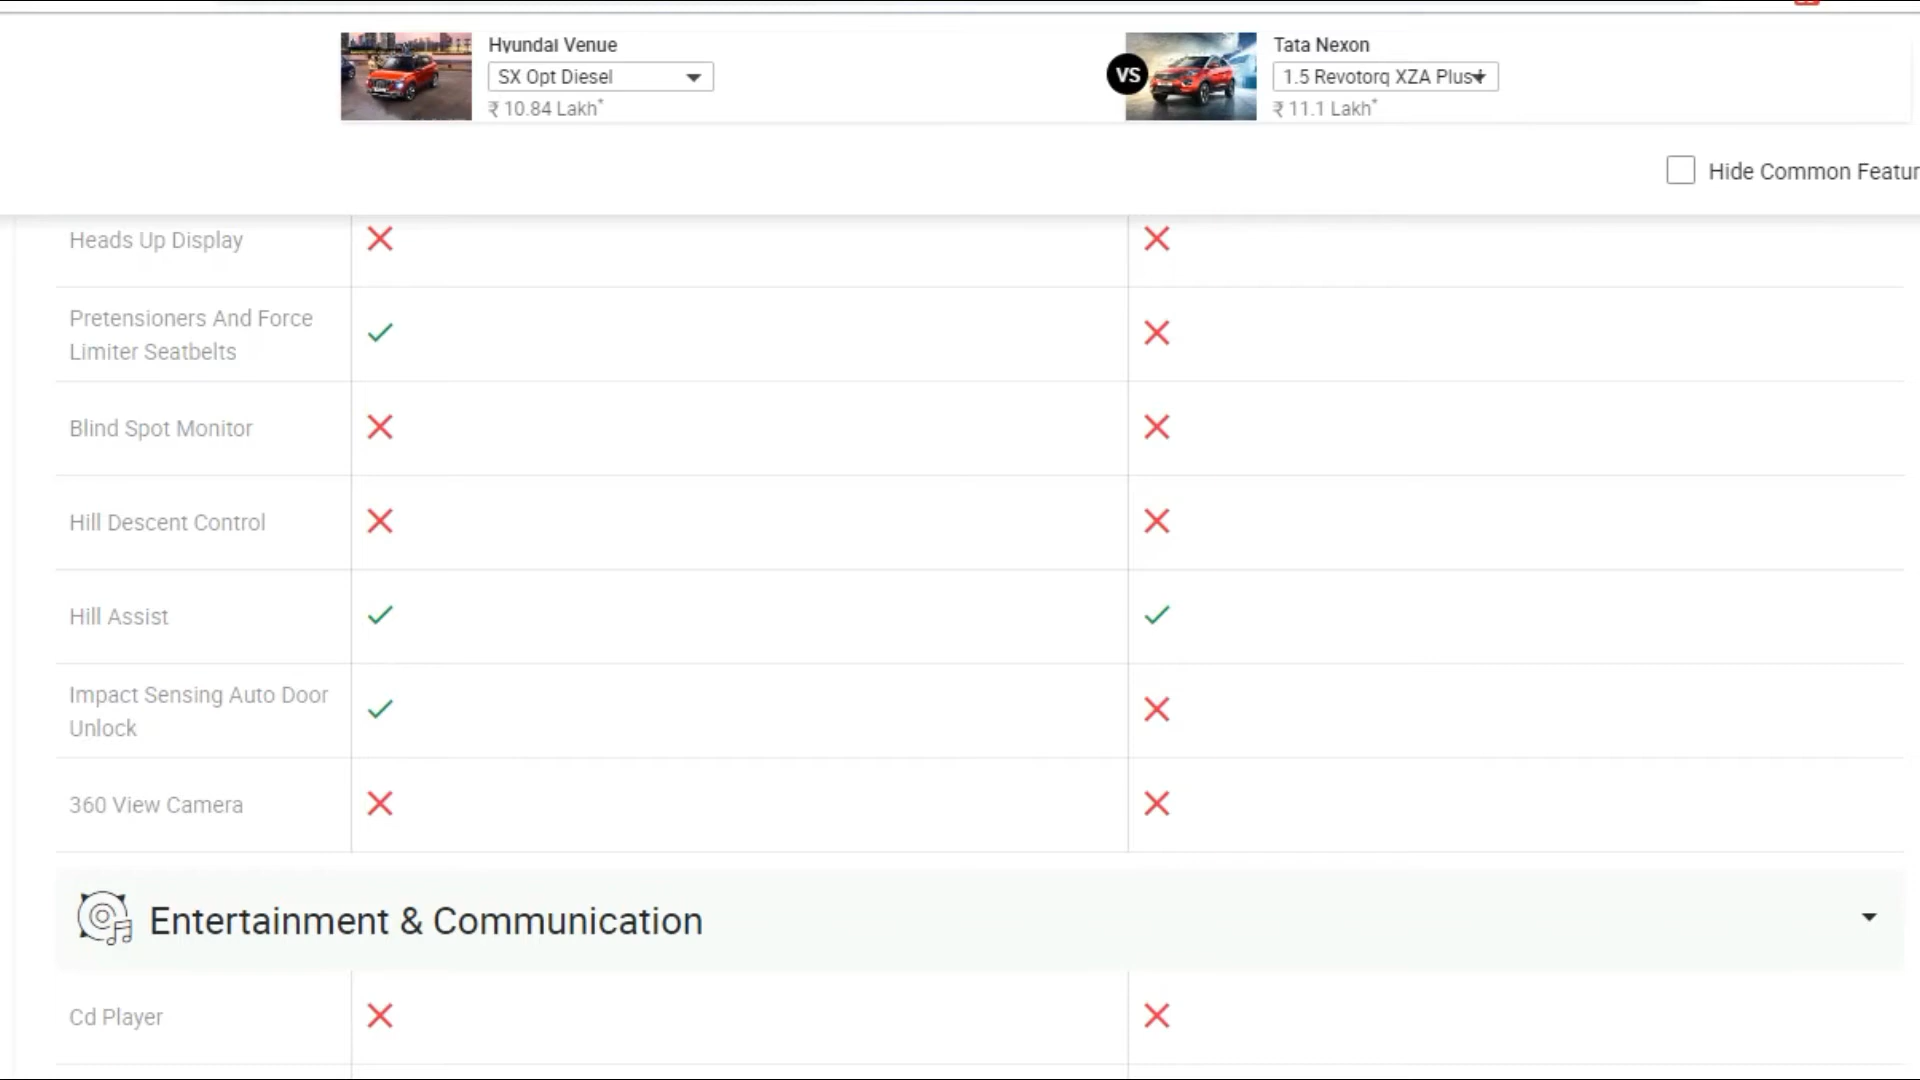 Hyundai Venue
SX Opt Diesel
₹ 10.84 Lakh*
VS
Tata Nexon
1.5 Revotorq XZA Plus
₹ 11.1 Lakh*
Hide Common Featur
Heads Up Display
Pretensioners And Force
Limiter Seatbelts
Blind Spot Monitor
Hill Descent Control
Hill Assist
Impact Sensing Auto Door
Unlock
360 View Camera
Entertainment & Communication
Cd Player